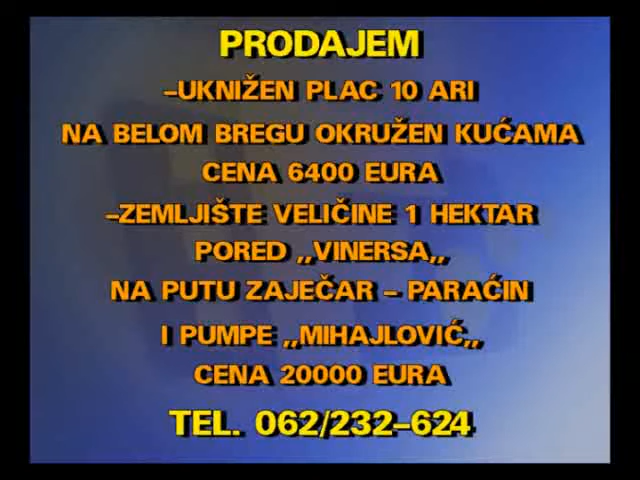 PRODAJEM
–UKNIŽEN PLAC 10 ARI
NA BELOM BREGU OKRUŽEN KUĆAMA
CENA 6400 EURA
–ZEMLJIŠTE VELIČINE 1 HEKTAR
PORED ,,VINERSA,,
NA PUTU ZAJEČAR – PARAĆIN
I PUMPE ,,MIHAJLOVIĆ,,
CENA 20000 EURA
TEL. 062/232–624